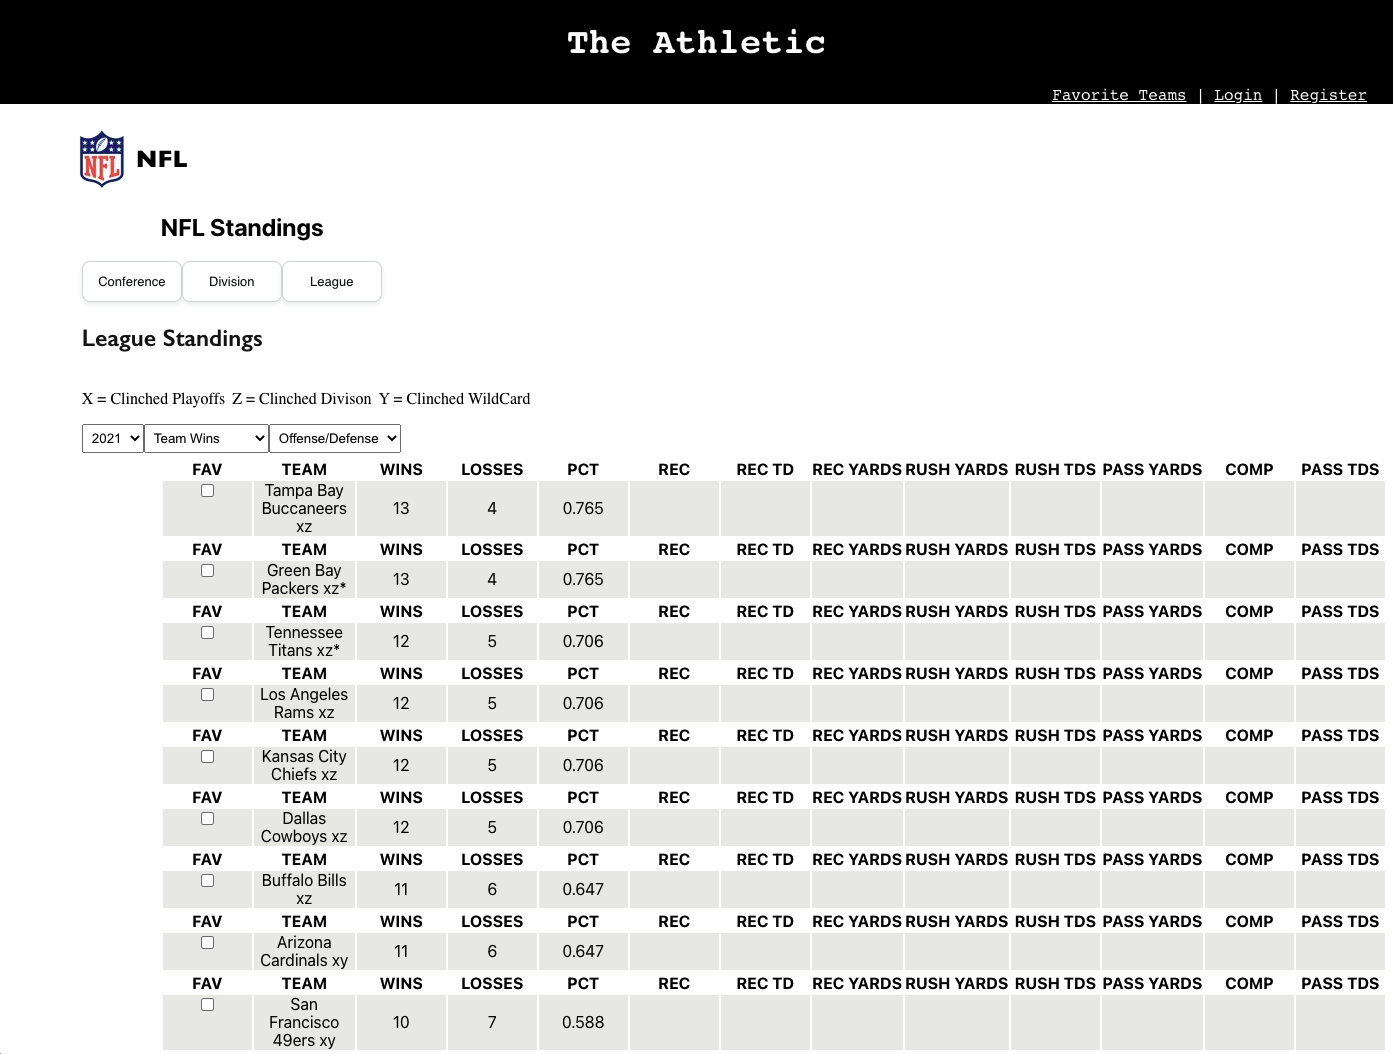 The Athletic
Favorite Teams | Login | Register
NFL NFL
NFL Standings
Conference Division League
League Standings
X = Clinched Playoffs Z = Clinched Divison Y = Clinched WildCard
2021 Team Wins Offense/Defense
FAV TEAM WINS LOSSES PCT REC REC TD REC YARDS RUSH YARDS RUSH TDS PASS YARDS COMP PASS TDS
Tampa Bay
Buccaneers 13 4 0.765
xz
FAV TEAM WINS LOSSES PCT REC REC TD REC YARDS RUSH YARDS RUSH TDS PASS YARDS COMP PASS TDS
Green Bay
Packers xz* 13 4 0.765
FAV TEAM WINS LOSSES PCT REC REC TD REC YARDS RUSH YARDS RUSH TDS PASS YARDS COMP PASS TDS
Tennessee
Titans xz* 12 5 0.706
FAV TEAM WINS LOSSES PCT REC REC TD REC YARDS RUSH YARDS RUSH TDS PASS YARDS COMP PASS TDS
Los Angeles
Rams xz 12 5 0.706
FAV TEAM WINS LOSSES PCT REC REC TD REC YARDS RUSH YARDS RUSH TDS PASS YARDS COMP PASS TDS
Kansas City
Chiefs xz 12 5 0.706
FAV TEAM WINS LOSSES PCT REC REC TD REC YARDS RUSH YARDS RUSH TDS PASS YARDS COMP PASS TDS
Dallas
Cowboys xz 12 5 0.706
FAV TEAM WINS LOSSES PCT REC REC TD REC YARDS RUSH YARDS RUSH TDS PASS YARDS COMP PASS TDS
Buffalo Bills
xz 11 6 0.647
FAV TEAM WINS LOSSES PCT REC REC TD REC YARDS RUSH YARDS RUSH TDS PASS YARDS COMP PASS TDS
Arizona
Cardinals xy 11 6 0.647
FAV TEAM WINS LOSSES PCT REC REC TD REC YARDS RUSH YARDS RUSH TDS PASS YARDS COMP PASS TDS
San
Francisco 10 7 0.588
49ers xy